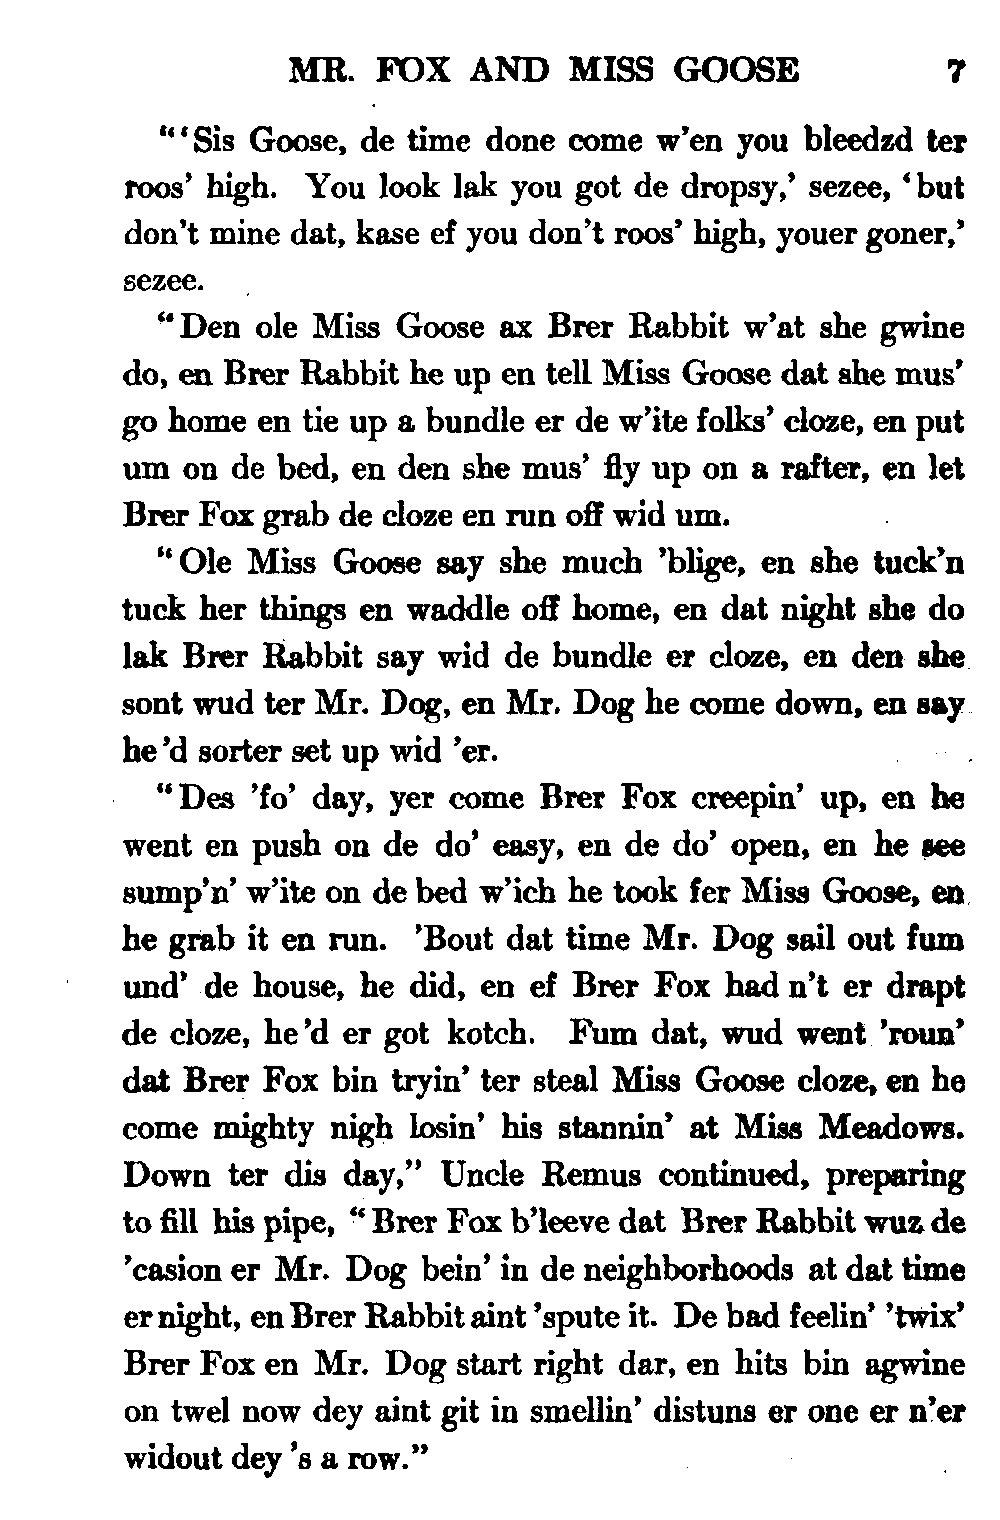 MR. FOX AND MISS GOOSE 7
"'Sis Goose, de time done come w'en you bleedzd ter
roos' high. You look lak you got de dropsy,' sezee, 'but
don't mine dat, kase ef you don't roos' high, youer goner,'
sezee.
"Den ole Miss Goose ax Brer Rabbit w'at she gwine
do, en Brer Rabbit he up en tell Miss Goose dat she mus'
go home en tie up a bundle er de w'ite folks' cloze, en put
um on de bed, en den she mus' fly up on a rafter, en let
Brer Fox grab de cloze en run off wid um.
"Ole Miss Goose say she much 'blige, en she tuck'n
tuck her things en waddle off home, en dat night she do
lak Brer Rabbit say wid de bundle er cloze, en den she
sont wud ter Mr. Dog, en Mr. Dog he come down, en say
he 'd sorter set up wid 'er.
"Des 'fo' day, yer come Brer Fox creepin' up, en he
went en push on de do' easy, en de do' open, en he see
sump'n' w'ite on de bed w'ich he took fer Miss Goose, en
he grab it en run. 'Bout dat time Mr. Dog sail out fum
und' de house, he did, en ef Brer Fox had n't er drapt
de cloze, he 'd er got kotch. Fum dat, wud went 'roun'
dat Brer Fox bin tryin' ter steal Miss Goose cloze, en he
come mighty nigh losin' his stannin' at Miss Meadows.
Down ter dis day," Uncle Remus continued, preparing
to fill his pipe, "Brer Fox b'leeve dat Brer Rabbit wuz de
'casion er Mr. Dog bein' in de neighborhoods at dat time
er night, en Brer Rabbit aint 'spute it. De bad feelin' 'twix'
Brer Fox en Mr. Dog start right dar, en hits bin agwine
on twel now dey aint git in smellin' distuns er one er n'er
widout dey 's a row."